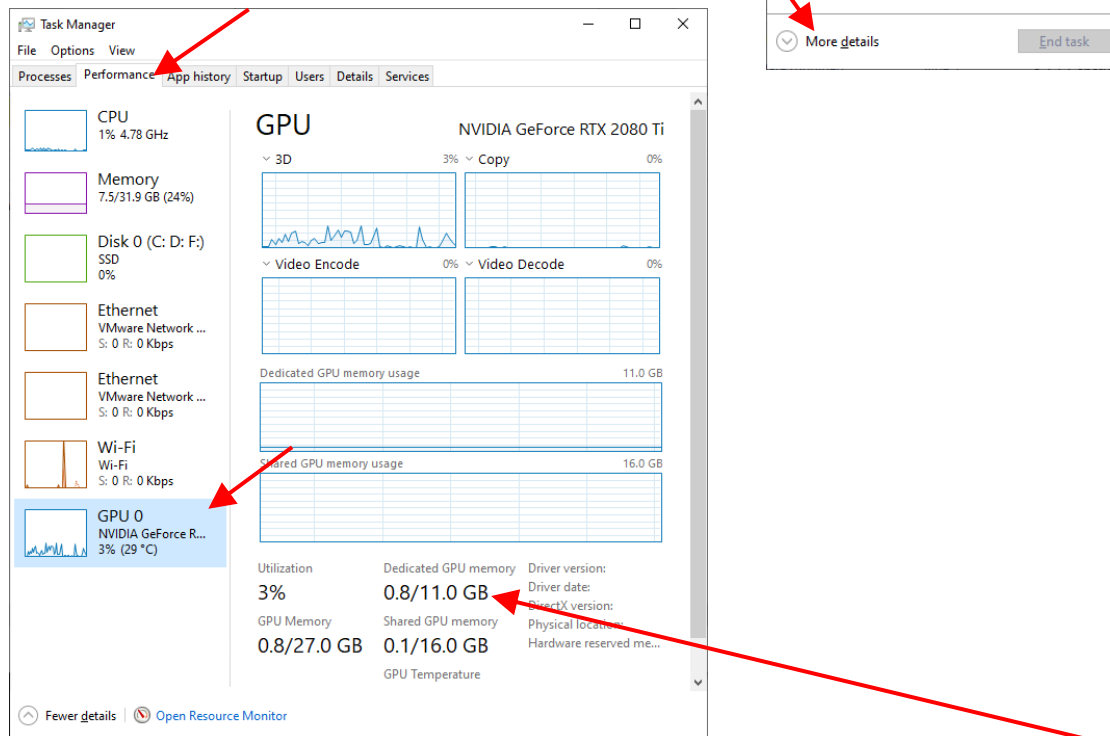 Task Manager
File Options View
Processes Performance App history Startup Users Details Services
CPU
1% 4.78 GHz
Memory
7.5/31.9 GB (24%)
Disk 0 (C: D: F:)
SSD
0%
Ethernet
VMware Network ...
S: 0 R: 0 Kbps
Ethernet
VMware Network ...
S: 0 R: 0 Kbps
Wi-Fi
Wi-Fi
S: 0 R: 0 Kbps
GPU 0
NVIDIA GeForce R...
3% (29 °C)
GPU NVIDIA GeForce RTX 2080 Ti
3D 3% Copy 0%
Video Encode 0% Video Decode 0%
Dedicated GPU memory usage 11.0 GB
Shared GPU memory usage 16.0 GB
Utilization
3%
Dedicated GPU memory
0.8/11.0 GB
GPU Memory
0.8/27.0 GB
Shared GPU memory
0.1/16.0 GB
GPU Temperature
Driver version:
Driver date:
DirectX version:
Physical location:
Hardware reserved me...
Fewer details Open Resource Monitor
More details End task